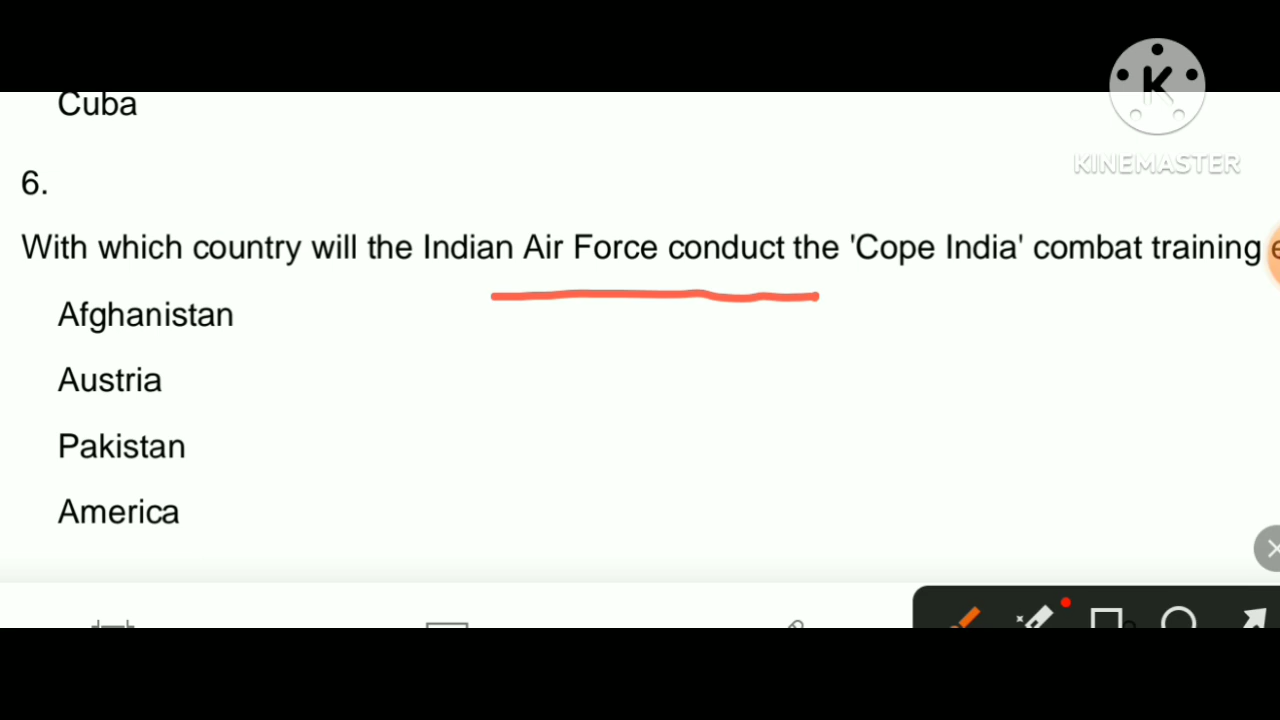 Cuba
K
KINEMASTER
6.
With which country will the Indian Air Force conduct the 'Cope India' combat training
Afghanistan
Austria
Pakistan
America